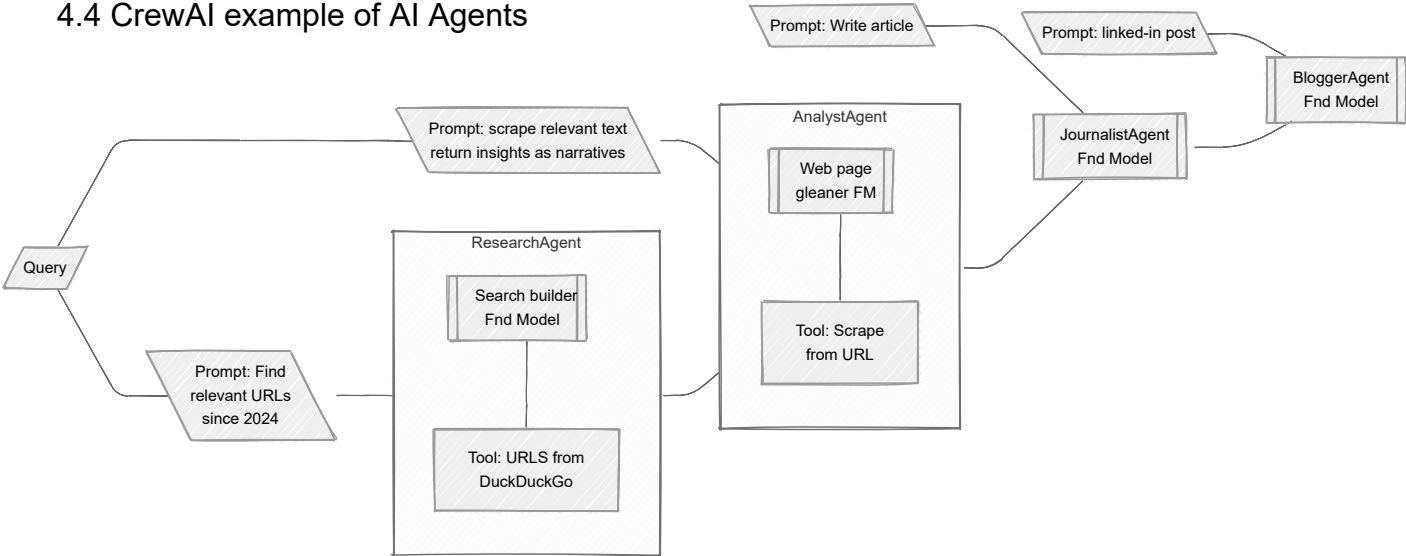 4.4 CrewAI example of AI Agents
Prompt: Write article
Prompt: linked-in post
BloggerAgent
Fnd Model
AnalystAgent
Prompt: scrape relevant text
return insights as narratives
JournalistAgent
Fnd Model
Web page
gleaner FM
ResearchAgent
Query
Search builder
Fnd Model
Tool: Scrape
from URL
Prompt: Find
relevant URLs
since 2024
Tool: URLS from
DuckDuckGo